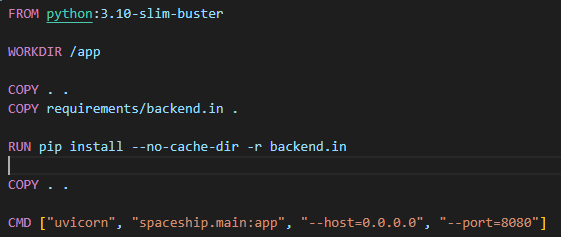 FROM python:3.10-slim-buster
WORKDIR /app
COPY . .
COPY requirements/backend.in .
RUN pip install --no-cache-dir -r backend.in
COPY . .
CMD ["uvicorn", "spaceship.main:app", "--host=0.0.0.0", "--port=8080"]